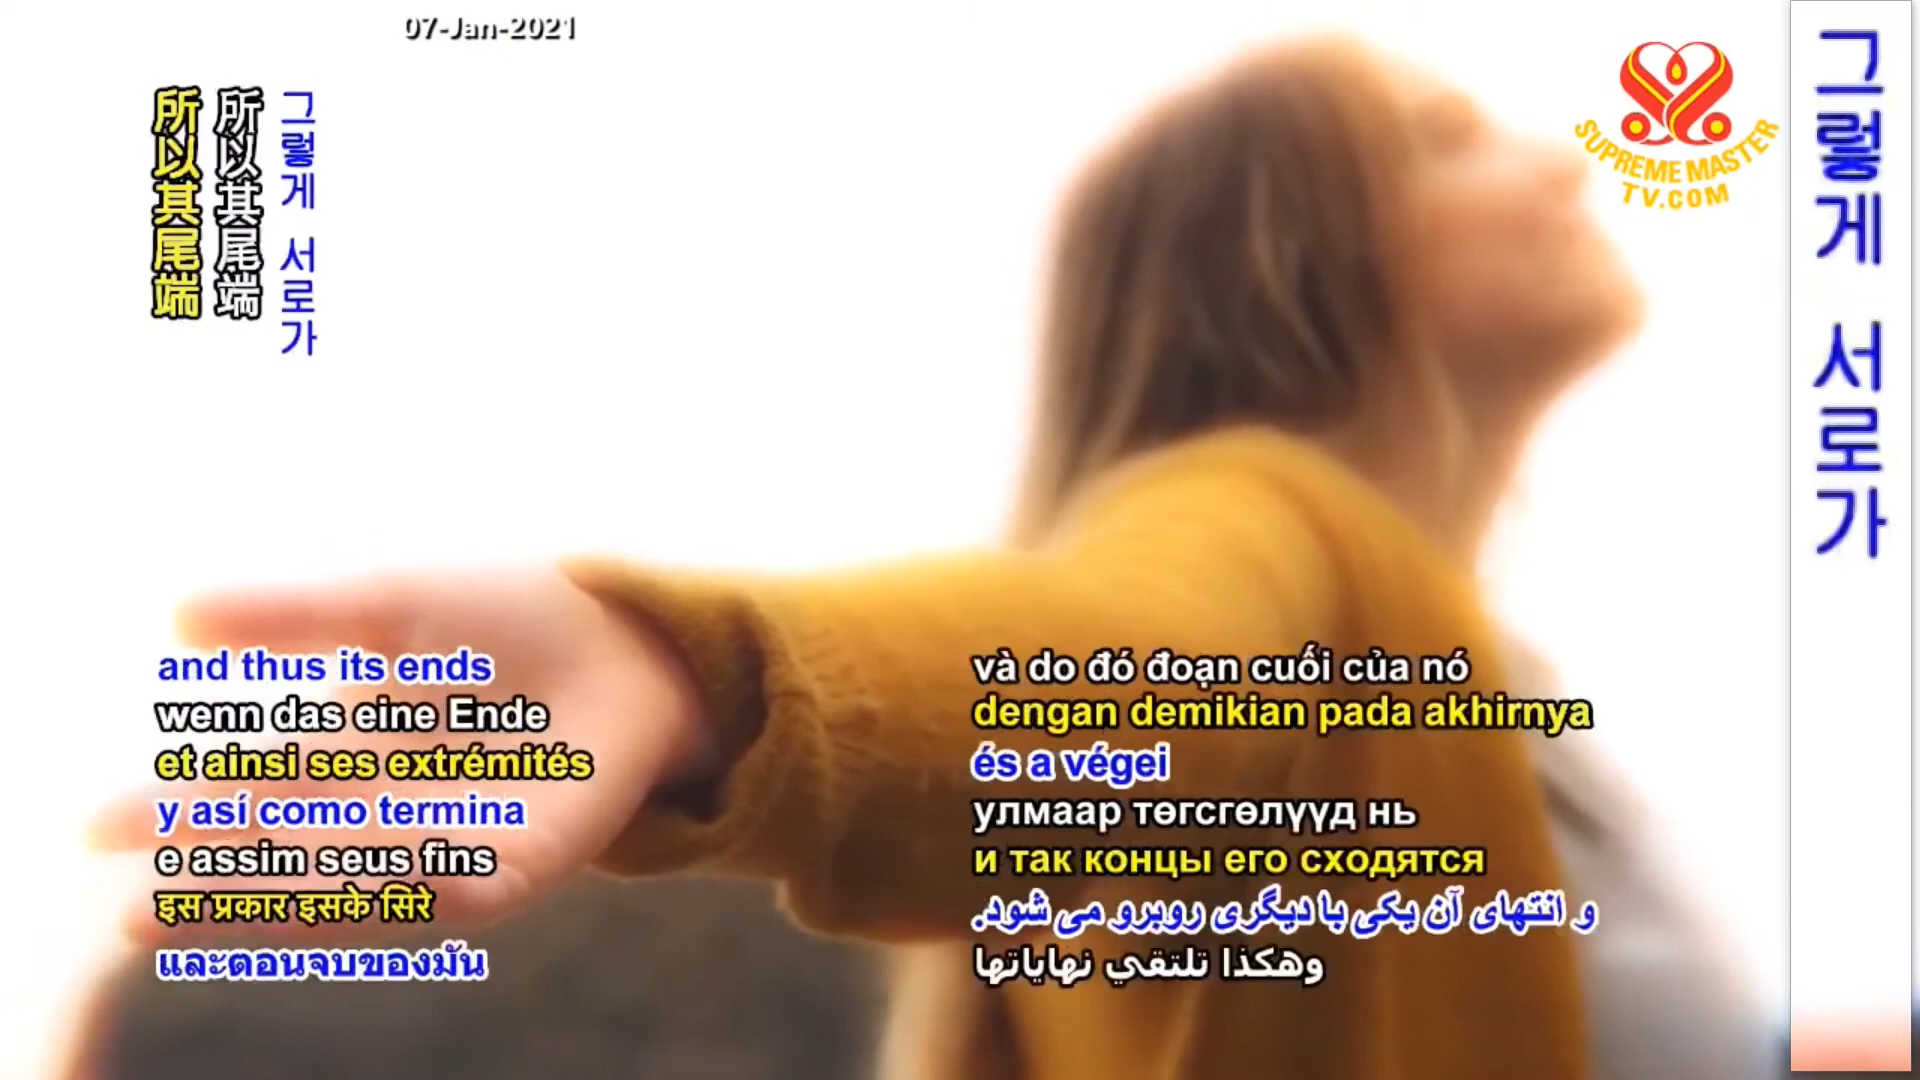 07-Jan-2021
所以其尾端
所以其尾端
그렇게 서로가
SUPREME MASTER
TV.COM
그렇게 서로가
and thus its ends
wenn das eine Ende
et ainsi ses extrémités
y así como termina
e assim seus fins
इस प्रकार इसके सिरे
และตอนจบของมัน
và do đó đoạn cuối của nó
dengan demikian pada akhirnya
és a végei
улмаар төгсгөлүүд нь
и так концы его сходятся
و انتهای آن یکی با دیگری روبرو می شود.
وهكذا تلتقي نهاياتها